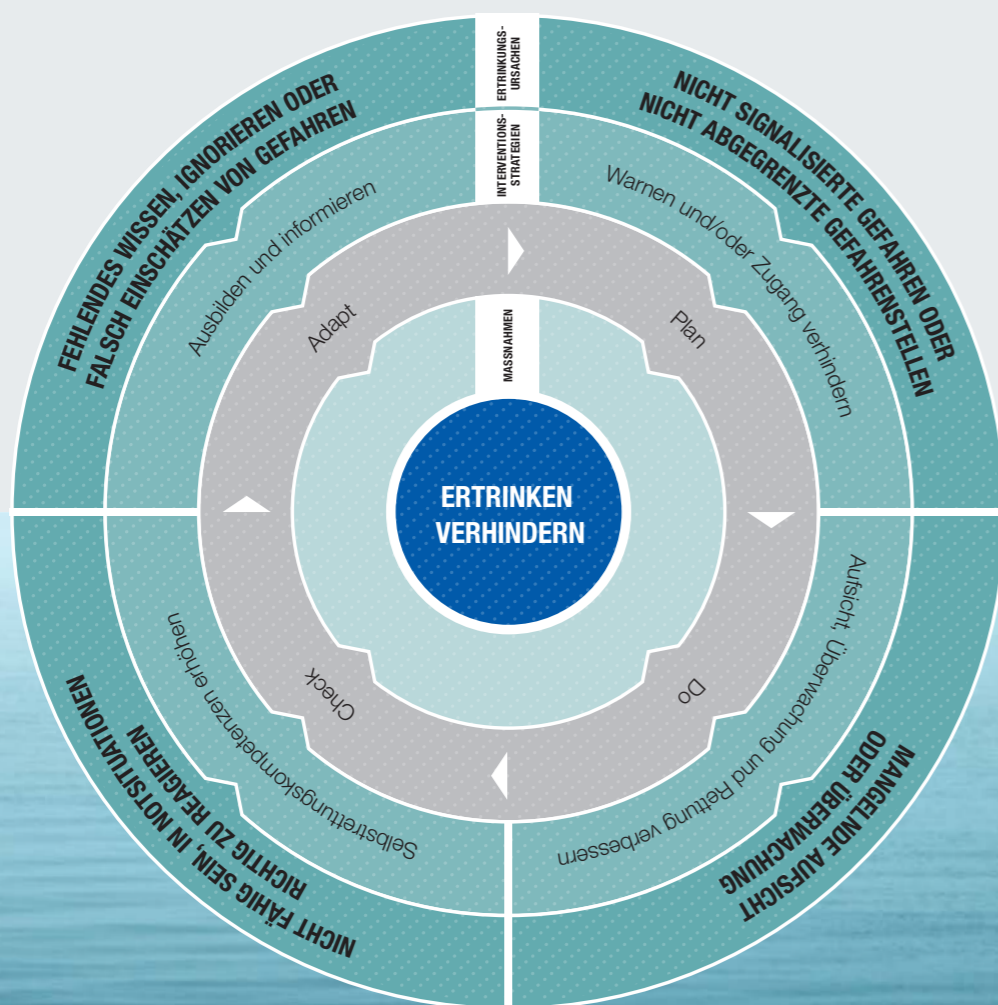 ERTRINKUNGS-
URSACHEN
INTERVENTIONS-
STRATEGIEN
MASSNAHMEN
FEHLENDES WISSEN, IGNORIEREN ODER
FALSCH EINSCHÄTZEN VON GEFAHREN
NICHT SIGNALISIERTE GEFAHREN ODER
NICHT ABGEGRENZTE GEFAHRENSTELLEN
Ausbilden und informieren
Warnen und/oder Zugang verhindern
Adapt
Plan
ERTRINKEN
VERHINDERN
Check
Do
Selbstrettungskompetenzen erhöhen
Aufsicht, Überwachung und Rettung verbessern
NICHT FÄHIG SEIN, IN NOTSITUATIONEN
RICHTIG ZU REAGIEREN
MANGELNDE AUFSICHT
ODER ÜBERWACHUNG